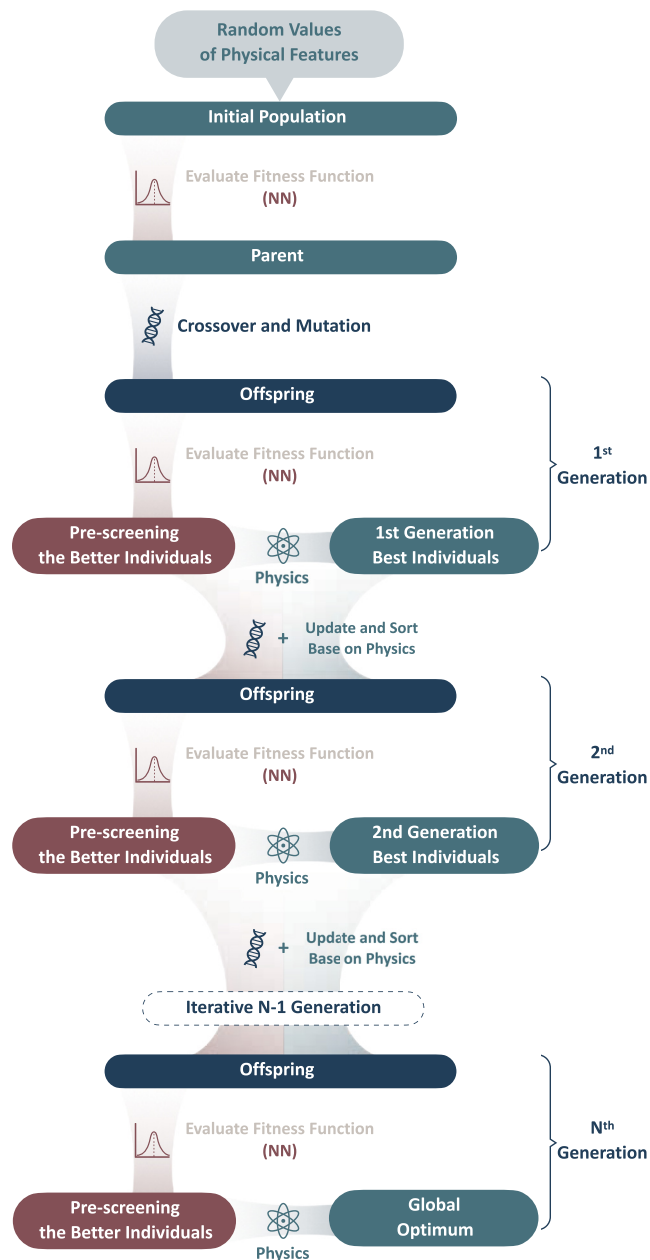 Random Values
of Physical Features
Initial Population
Evaluate Fitness Function
(NN)
Parent
Crossover and Mutation
Offspring
Evaluate Fitness Function
(NN)
1st
Generation
Pre-screening
the Better Individuals
Physics
1st Generation
Best Individuals
+
Update and Sort
Base on Physics
Offspring
Evaluate Fitness Function
(NN)
2nd
Generation
Pre-screening
the Better Individuals
Physics
2nd Generation
Best Individuals
+
Update and Sort
Base on Physics
Iterative N-1 Generation
Offspring
Evaluate Fitness Function
(NN)
Nth
Generation
Pre-screening
the Better Individuals
Physics
Global
Optimum